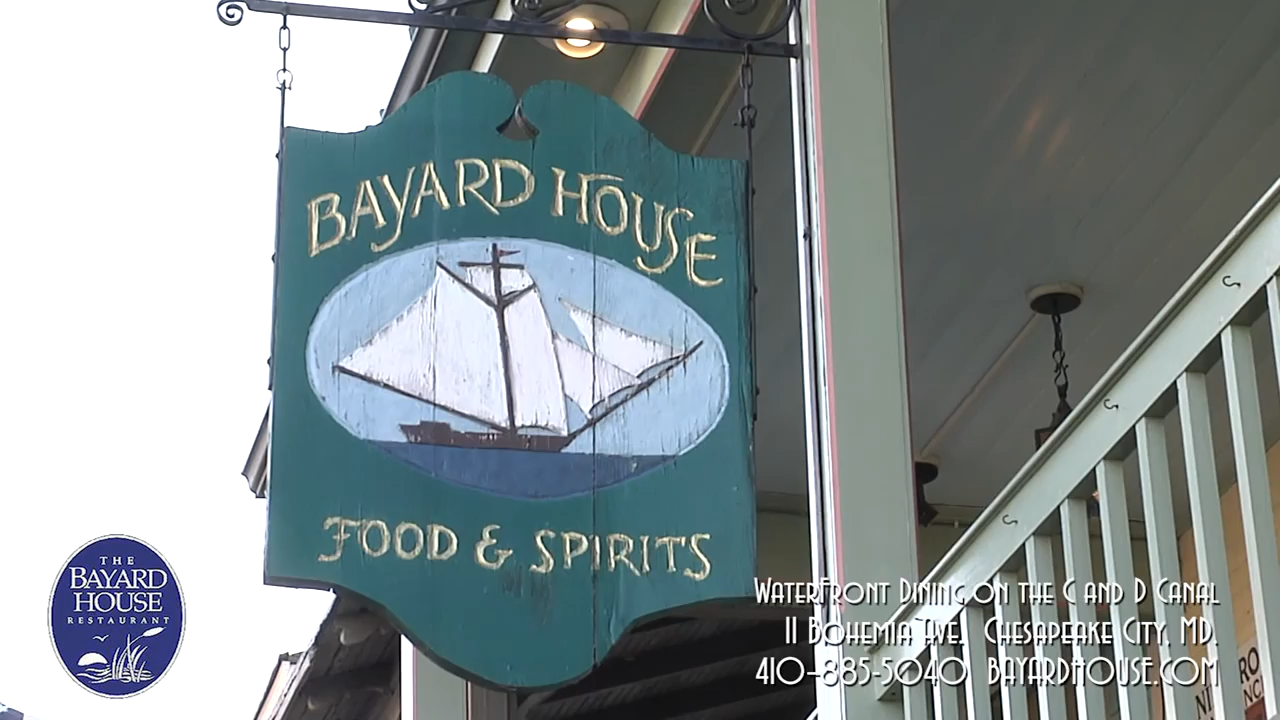 BAYARD HOUSE
FOOD & SPIRITS
THE
BAYARD
HOUSE
RESTAURANT
WATERFRONT DINING ON THE C AND D CANAL
11 BOHEMIA AVE. CHESAPEAKE CITY, MD.
410-885-5040 BAYARDHOUSE.COM